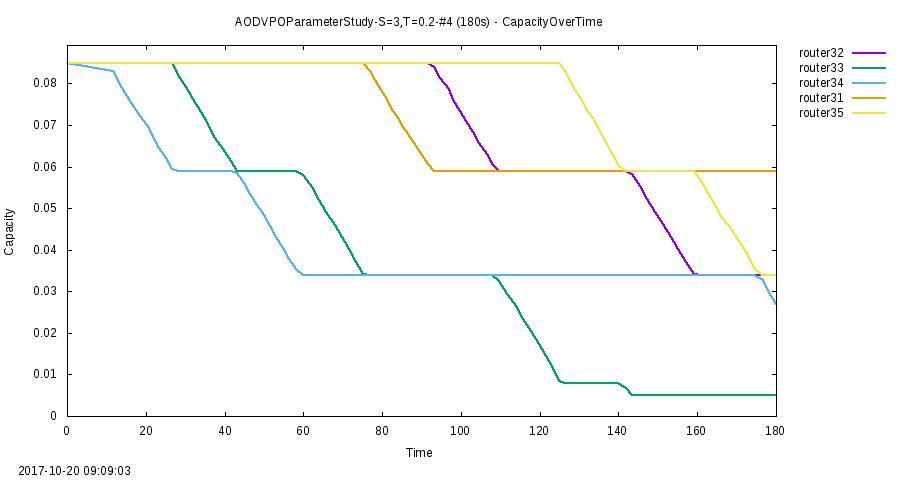 AODVPOParameterStudy-S=3,T=0.2-#4 (180s) - CapacityOverTime
router32
router33
router34
router31
router35
0.08
0.07
0.06
0.05
0.04
0.03
0.02
0.01
0
Capacity
0 20 40 60 80 100 120 140 160 180
Time
2017-10-20 09:09:03